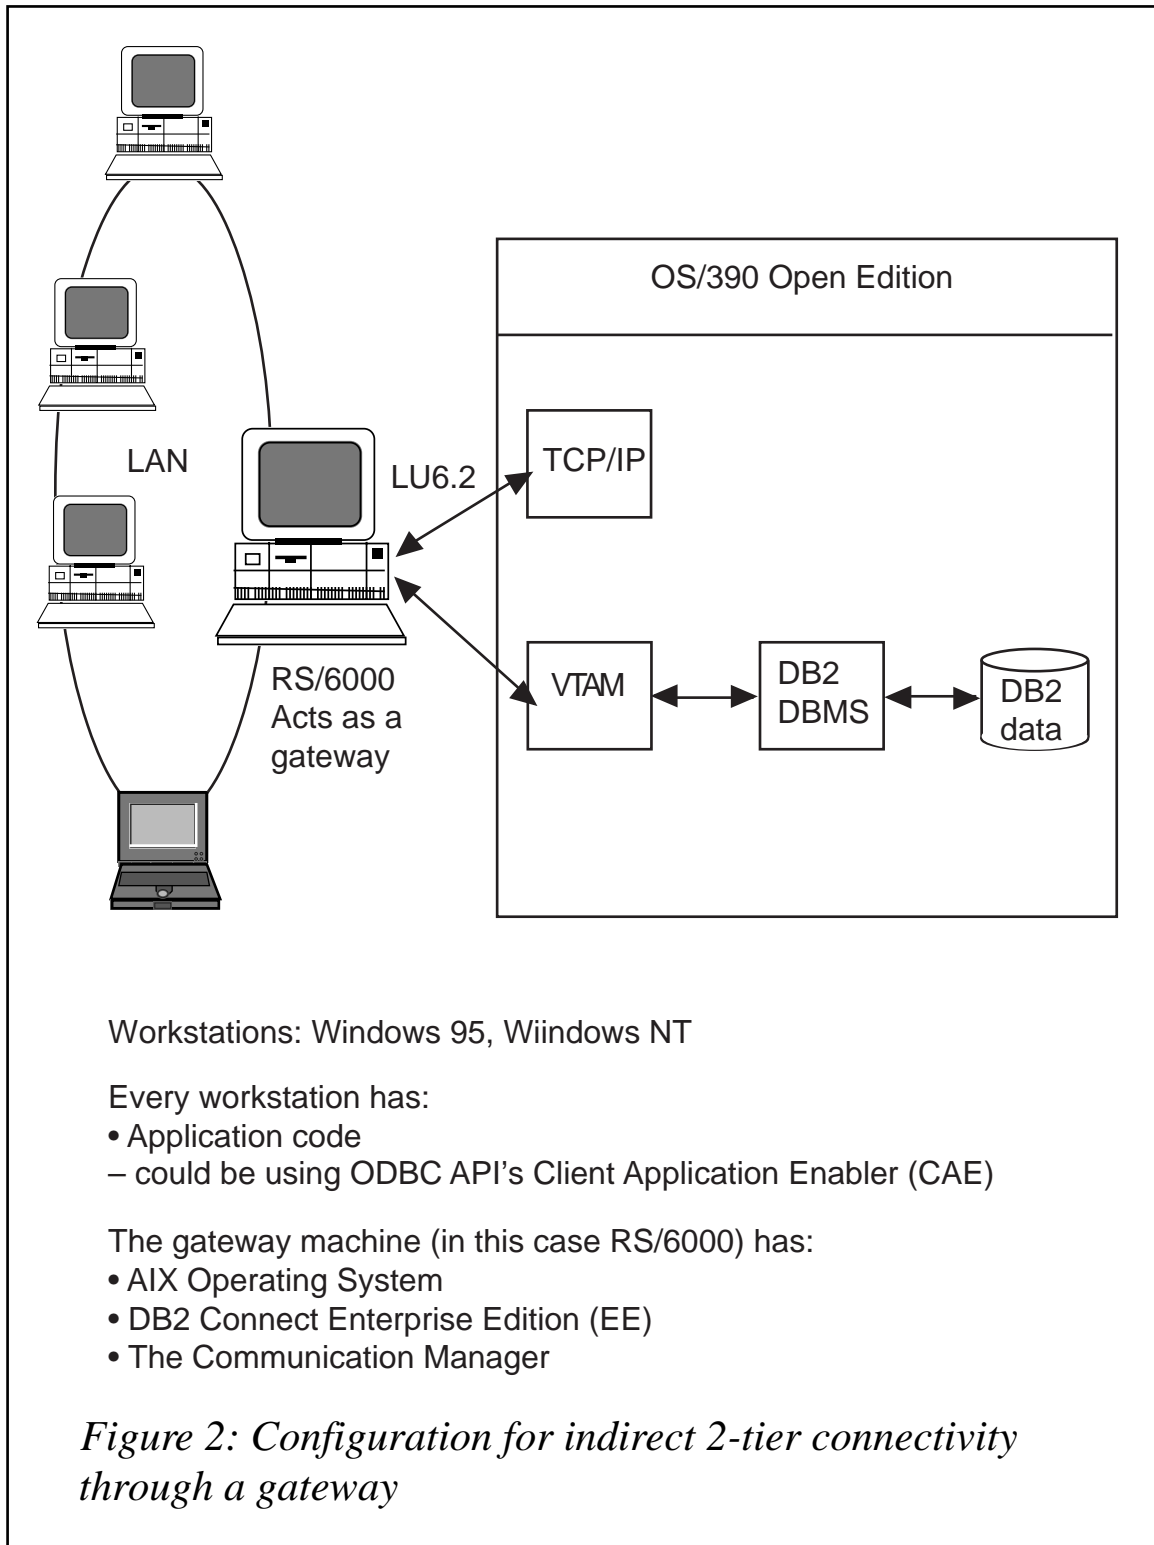 OS/390 Open Edition
LAN
LU6.2
TCP/IP
RS/6000
Acts as a
gateway
VTAM
DB2
DBMS
DB2
data
Workstations: Windows 95, Wiindows NT
Every workstation has:
• Application code
– could be using ODBC API’s Client Application Enabler (CAE)
The gateway machine (in this case RS/6000) has:
• AIX Operating System
• DB2 Connect Enterprise Edition (EE)
• The Communication Manager
Figure 2: Configuration for indirect 2-tier connectivity
through a gateway